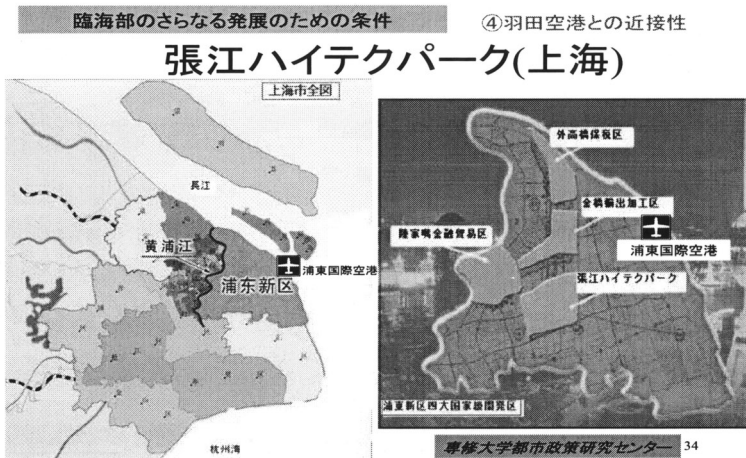 臨海部のさらなる発展のための条件
④羽田空港との近接性
張江ハイテクパーク(上海)
上海市全図
長江
黄浦江
浦东新区
浦東国際空港
杭州湾
外高橋保税区
金橋輸出加工区
陸家嘴金融貿易区
浦東国際空港
張江ハイテクパーク
浦東新区四大国家級開発区
専修大学都市政策研究センター
34